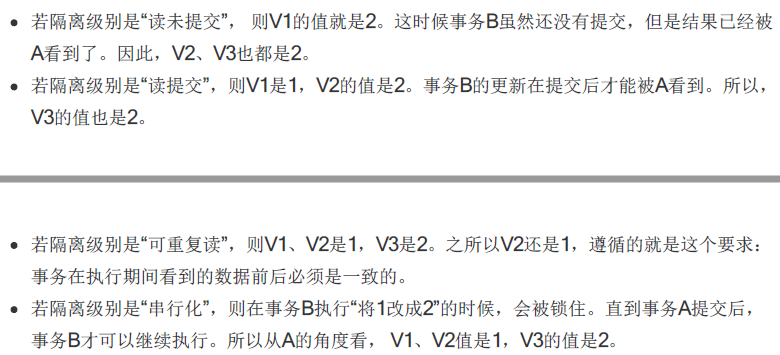 • 若隔离级别是“读未提交”， 则V1的值就是2。这时候事务B虽然还没有提交，但是结果已经被
A看到了。因此，V2、V3也都是2。
• 若隔离级别是“读提交”，则V1是1，V2的值是2。事务B的更新在提交后才能被A看到。所以，
V3的值也是2。
• 若隔离级别是“可重复读”，则V1、V2是1，V3是2。之所以V2还是1，遵循的就是这个要求：
事务在执行期间看到的数据前后必须是一致的。
• 若隔离级别是“串行化”，则在事务B执行“将1改成2”的时候，会被锁住。直到事务A提交后，
事务B才可以继续执行。所以从A的角度看， V1、V2值是1，V3的值是2。